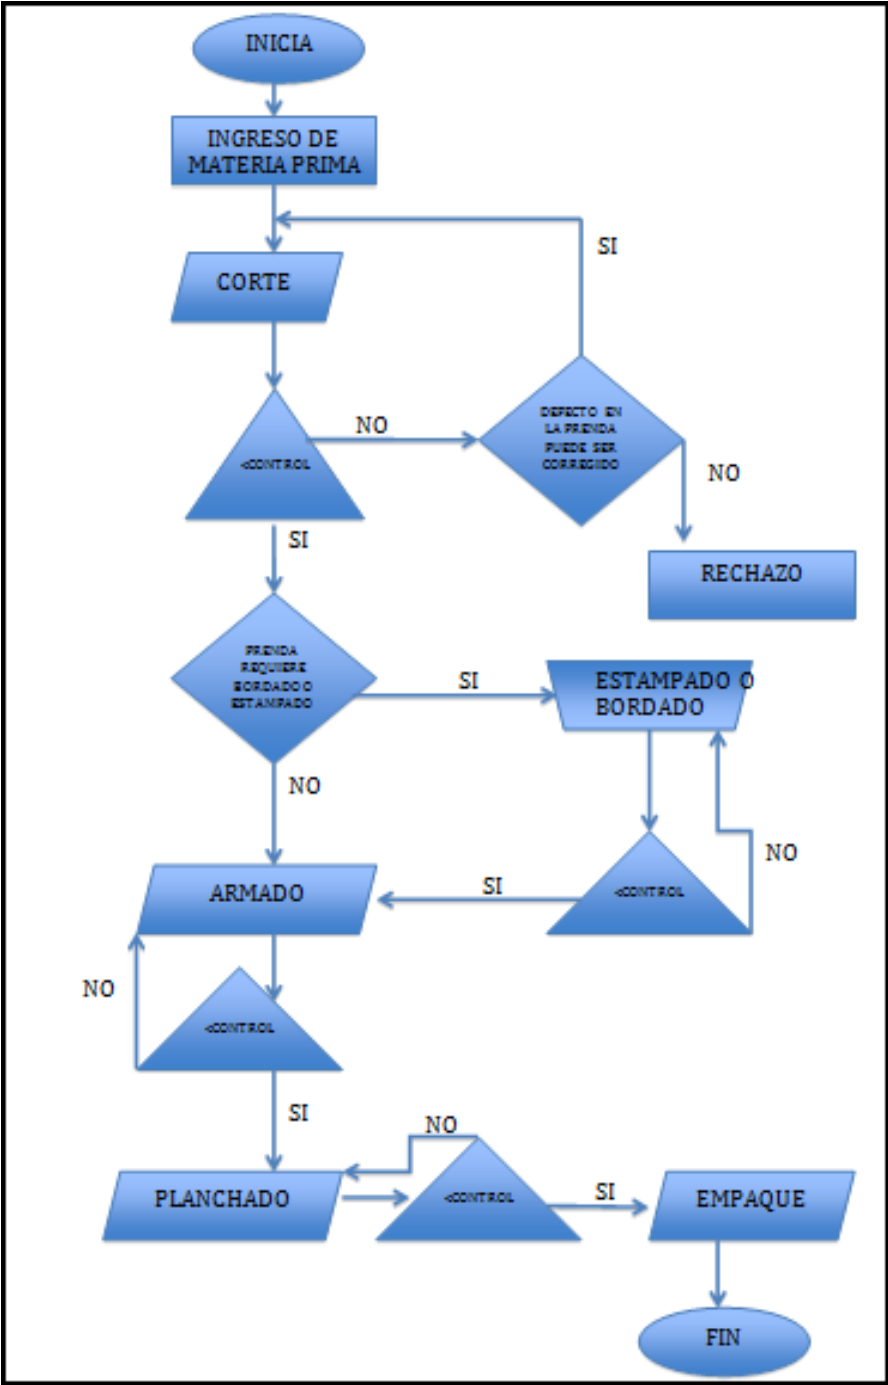 INICIA
INGRESO DE
MATERIA PRIMA
SI
CORTE
NO
DEFECTO EN
LA PRENDA
PUEDE SER
CORREGIDO
<CONTROL
NO
SI
RECHAZO
PRENDA
REQUIERE
BORDADO O
ESTAMPADO
SI
ESTAMPADO O
BORDADO
NO
NO
SI
<CONTROL
ARMADO
NO
<CONTROL
SI
NO
PLANCHADO
<CONTROL
SI
EMPAQUE
FIN